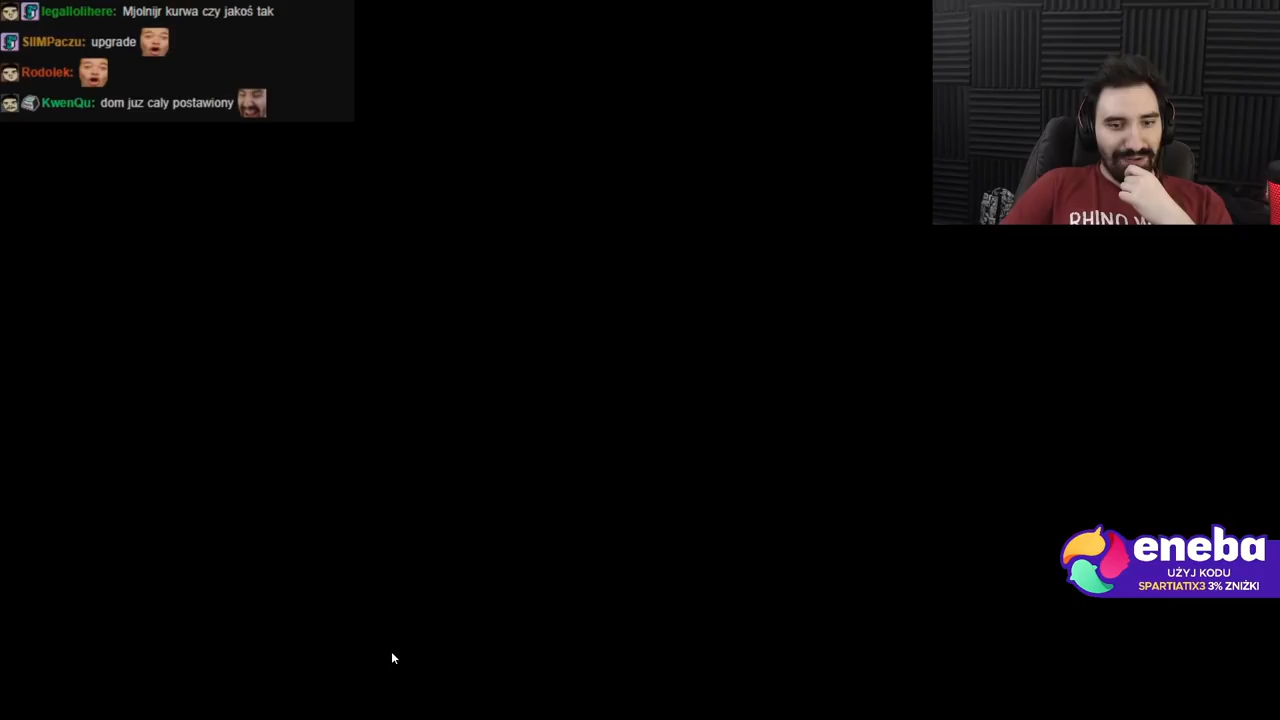 legallolihere: Mjolnijr kurwa czy jakoś tak
SIIMPaczu: upgrade
Rodolek:
KwenQu: dom juz caly postawiony
RHINO
eneba
UŻYJ KODU
SPARTIATIX3 3% ZNIŻKI